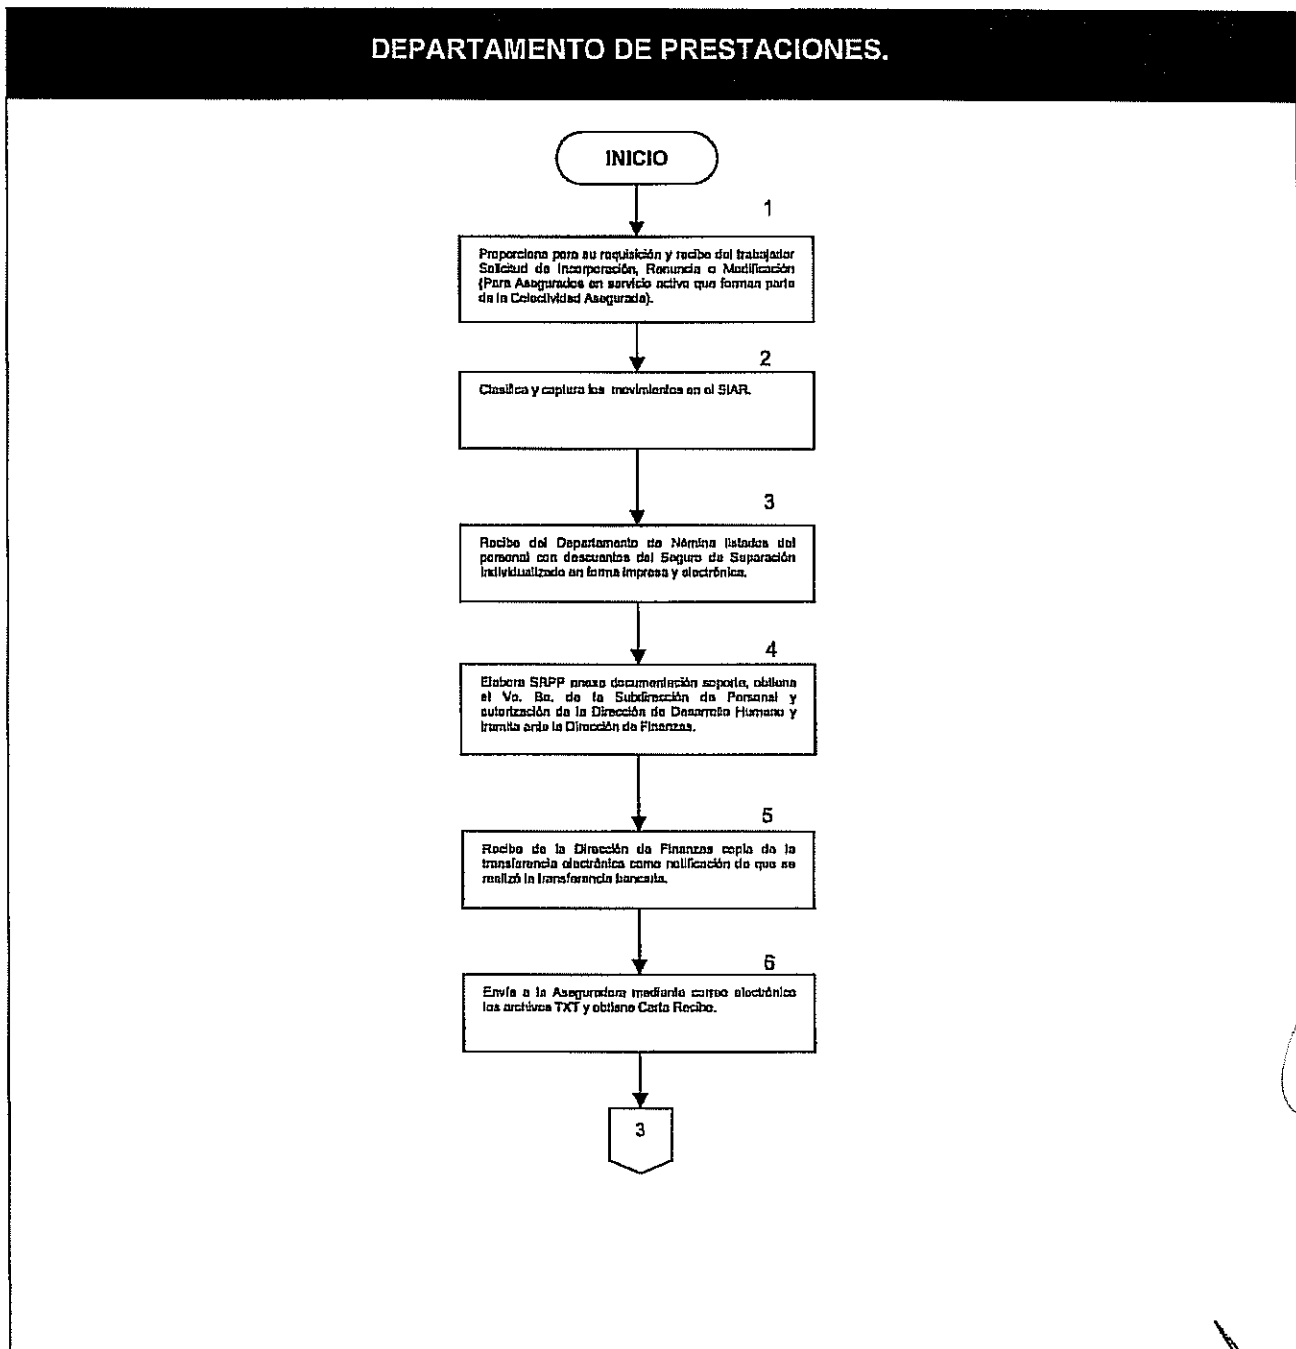 DEPARTAMENTO DE PRESTACIONES.
INICIO
1
Proporciona para su requisición y recibe del trabajador
Solicitud de Incorporación, Renuncia o Modificación
(Para Asegurados en servicio activo que forman parte
de la Colectividad Asegurada).
2
Clasifica y captura los movimientos en el SIAR.
3
Recibe del Departamento de Nómina listados del
personal con descuentos del Seguro de Separación
Individualizado en forma impresa y electrónica.
4
Elabora SRPP anexa documentación soporte, obtiene
el Vo. Bo. de la Subdirección de Personal y
autorización de la Dirección de Desarrollo Humano y
tramita ante la Dirección de Finanzas.
5
Recibe de la Dirección de Finanzas copia de la
transferencia electrónica como notificación de que se
realizó la transferencia bancaria.
6
Envía a la Aseguradora mediante correo electrónico
los archivos TXT y obtiene Carta Recibo.
3